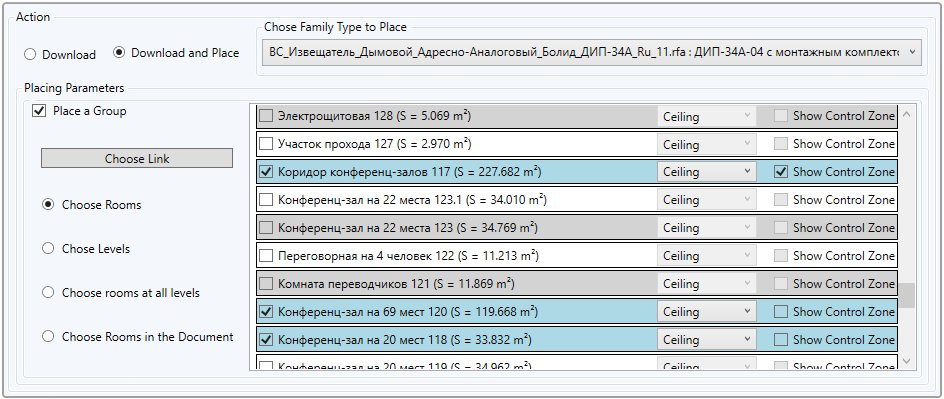 Action
Download
Download and Place
Chose Family Type to Place
ВС_Извещатель_Дымовой_Адресно-Аналоговый_Болид_ДИП-34А_Ru_11.rfa : ДИП-34А-04 с монтажным комплекто
Placing Parameters
Place a Group
Choose Link
Choose Rooms
Chose Levels
Choose rooms at all levels
Choose Rooms in the Document
Электрощитовая 128 (S = 5.069 m²) Ceiling Show Control Zone
Участок прохода 127 (S = 2.970 m²) Ceiling Show Control Zone
Коридор конференц-залов 117 (S = 227.682 m²) Ceiling Show Control Zone
Конференц-зал на 22 места 123.1 (S = 34.010 m²) Ceiling Show Control Zone
Конференц-зал на 22 места 123 (S = 34.769 m²) Ceiling Show Control Zone
Переговорная на 4 человек 122 (S = 11.213 m²) Ceiling Show Control Zone
Комната переводчиков 121 (S = 11.869 m²) Ceiling Show Control Zone
Конференц-зал на 69 мест 120 (S = 119.668 m²) Ceiling Show Control Zone
Конференц-зал на 20 мест 118 (S = 33.832 m²) Ceiling Show Control Zone
Конференц-зал на 20 мест 119 (S = 34.962 m²) Ceiling Show Control Zone